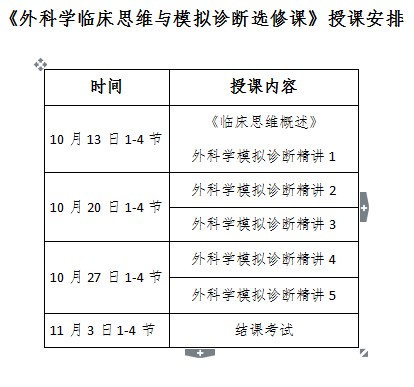 《外科学临床思维与模拟诊断选修课》授课安排
时间 授课内容
10 月 13 日 1-4 节 《临床思维概述》
外科学模拟诊断精讲 1
10 月 20 日 1-4 节 外科学模拟诊断精讲 2
外科学模拟诊断精讲 3
10 月 27 日 1-4 节 外科学模拟诊断精讲 4
外科学模拟诊断精讲 5
11 月 3 日 1-4 节 结课考试